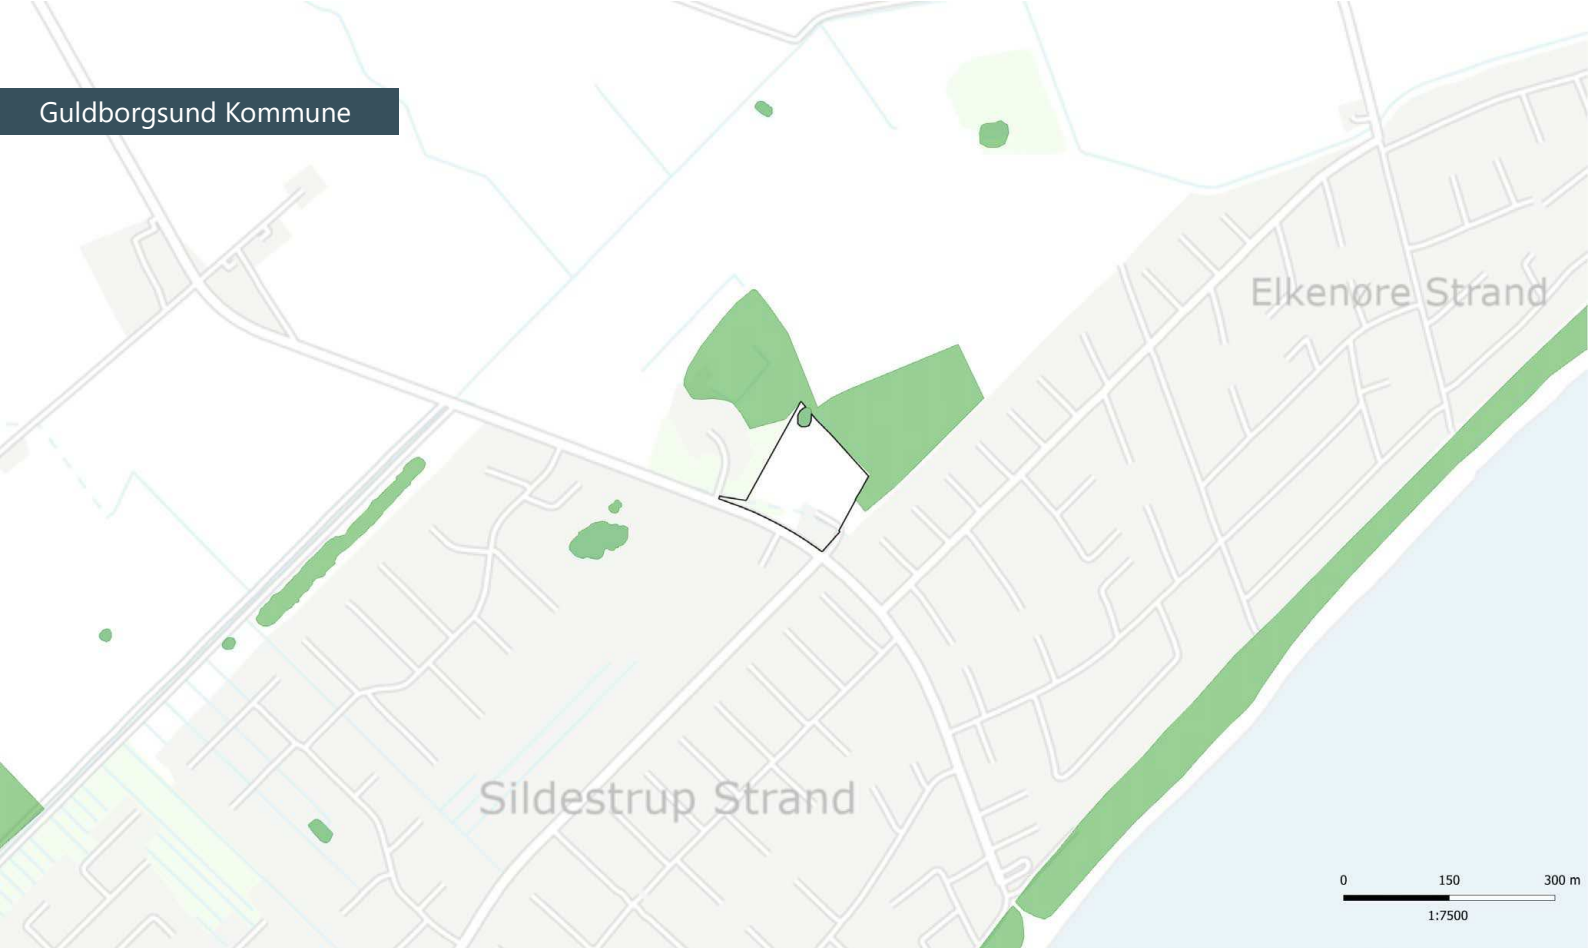 Guldborgsund Kommune
Elkenøre Strand
Sildestrup Strand
0 150 300 m
1:7500